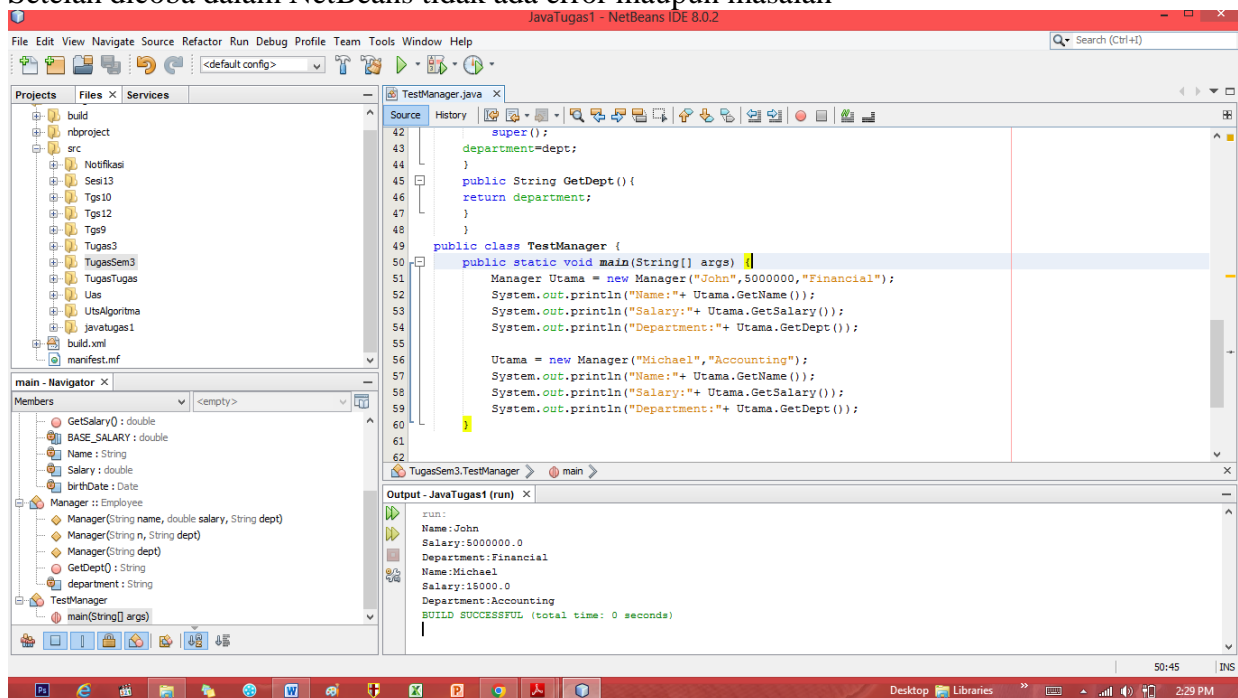 Setelah dicoba dalam NetBeans tidak ada error maupun masalah
JavaTugas1 - NetBeans IDE 8.0.2
File Edit View Navigate Source Refactor Run Debug Profile Team Tools Window Help
Search (Ctrl+I)
<default config>
Projects Files Services
build
nbproject
src
Notifikasi
Sesi13
Tgs10
Tgs12
Tgs9
Tugas3
TugasSem3
TugasTugas
Uas
UtsAlgoritma
javatugas1
build.xml
manifest.mf
main - Navigator
Members <empty>
GetSalary() : double
BASE_SALARY : double
Name : String
Salary : double
birthDate : Date
Manager :: Employee
Manager(String name, double salary, String dept)
Manager(String n, String dept)
Manager(String dept)
GetDept() : String
department : String
TestManager
main(String[] args)
TestManager.java
Source History
42 super();
43 department=dept;
44 }
45 public String GetDept(){
46 return department;
47 }
48 }
49 public class TestManager {
50 public static void main(String[] args) {
51 Manager Utama = new Manager("John",5000000,"Financial");
52 System.out.println("Name:"+ Utama.GetName());
53 System.out.println("Salary:"+ Utama.GetSalary());
54 System.out.println("Department:"+ Utama.GetDept());
55
56 Utama = new Manager("Michael","Accounting");
57 System.out.println("Name:"+ Utama.GetName());
58 System.out.println("Salary:"+ Utama.GetSalary());
59 System.out.println("Department:"+ Utama.GetDept());
60 }
61
62
TugasSem3.TestManager main
Output - JavaTugas1 (run)
run:
Name:John
Salary:5000000.0
Department:Financial
Name:Michael
Salary:15000.0
Department:Accounting
BUILD SUCCESSFUL (total time: 0 seconds)
50:45 INS
Desktop Libraries 2:29 PM